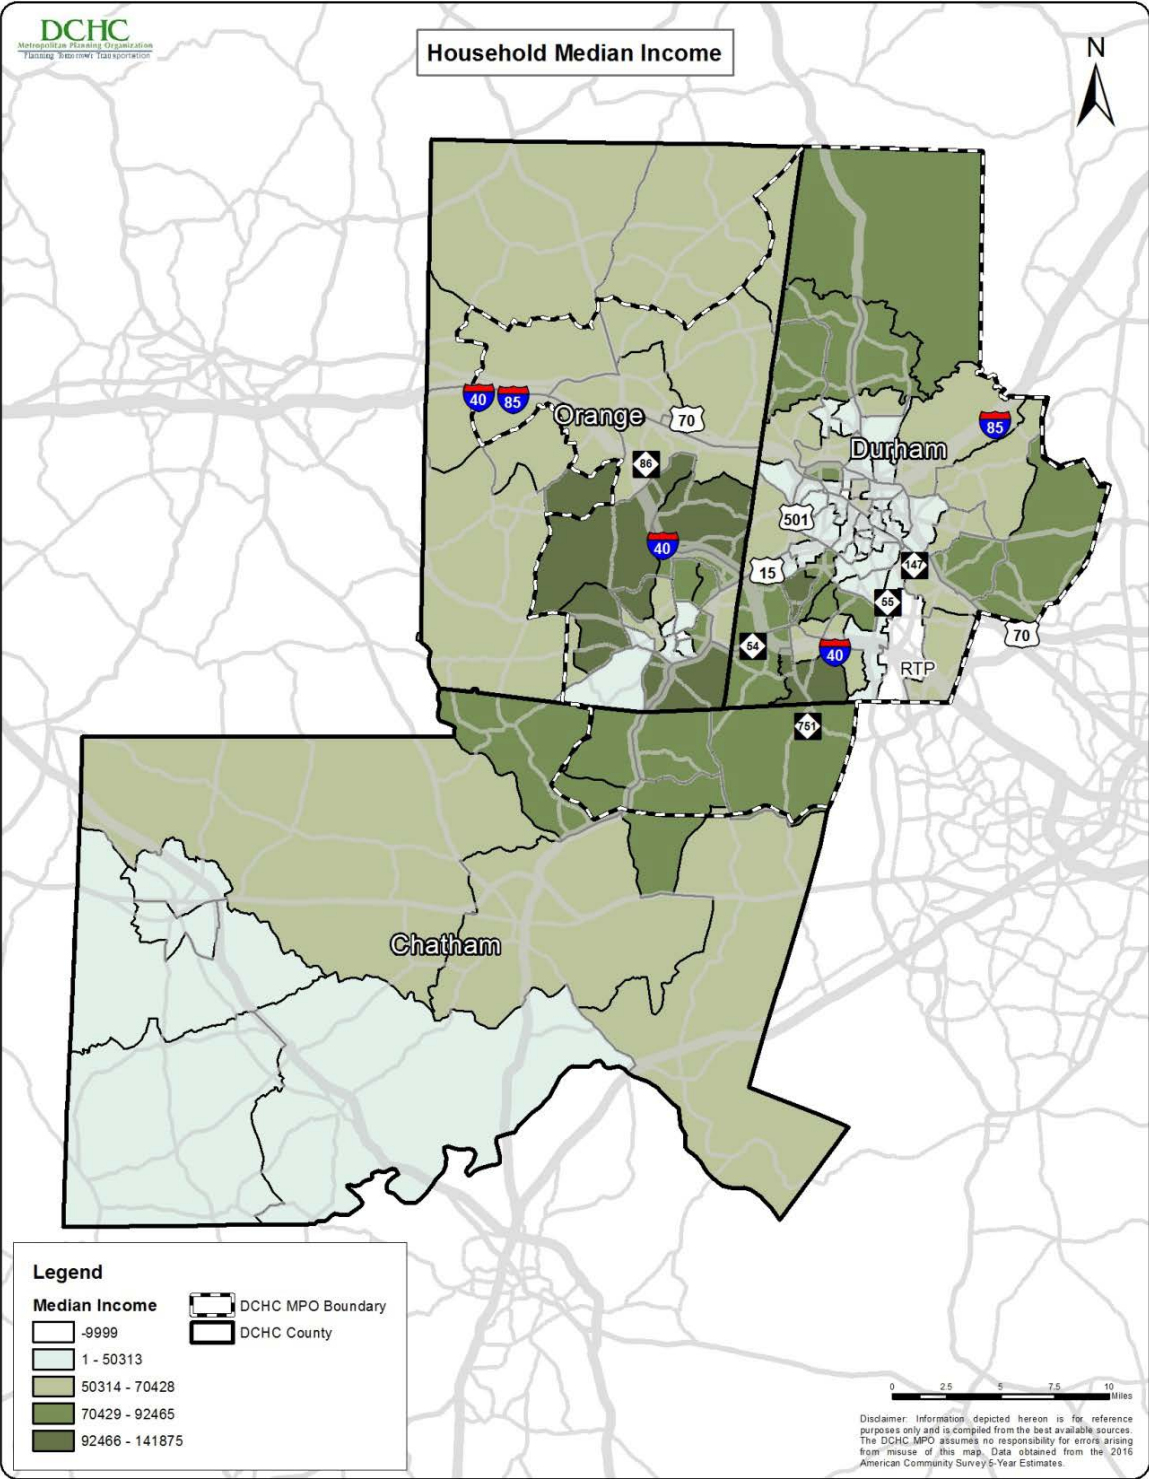 DCHC
Metropolitan Planning Organization
Planning Tomorrow's Transportation
Household Median Income
N
40
85
Orange
70
86
85
Durham
501
40
15
147
55
70
54
40
RTP
751
Chatham
Legend
Median Income
-9999
1 - 50313
50314 - 70428
70429 - 92465
92466 - 141875
DCHC MPO Boundary
DCHC County
0 2.5 5 7.5 10
Miles
Disclaimer: Information depicted hereon is for reference
purposes only and is compiled from the best available sources.
The DCHC MPO assumes no responsibility for errors arising
from misuse of this map. Data obtained from the 2016
American Community Survey 5-Year Estimates.